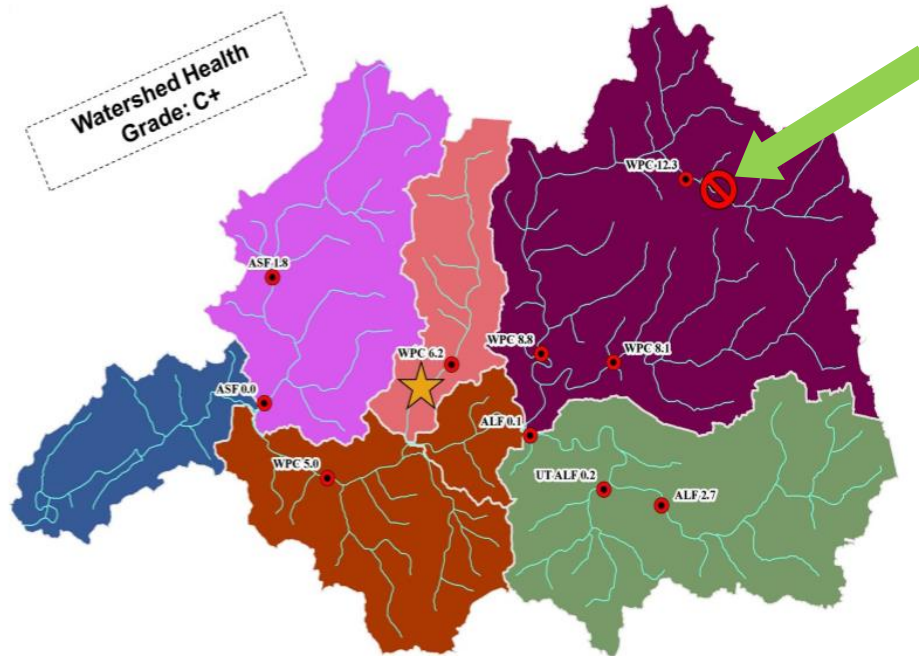 Watershed Health
Grade: C+
WPC 12.3
ASF 1.8
WPC 8.8
WPC 8.1
WPC 6.2
ASF 0.0
ALF 0.1
WPC 5.0
UT ALF 0.2
ALF 2.7